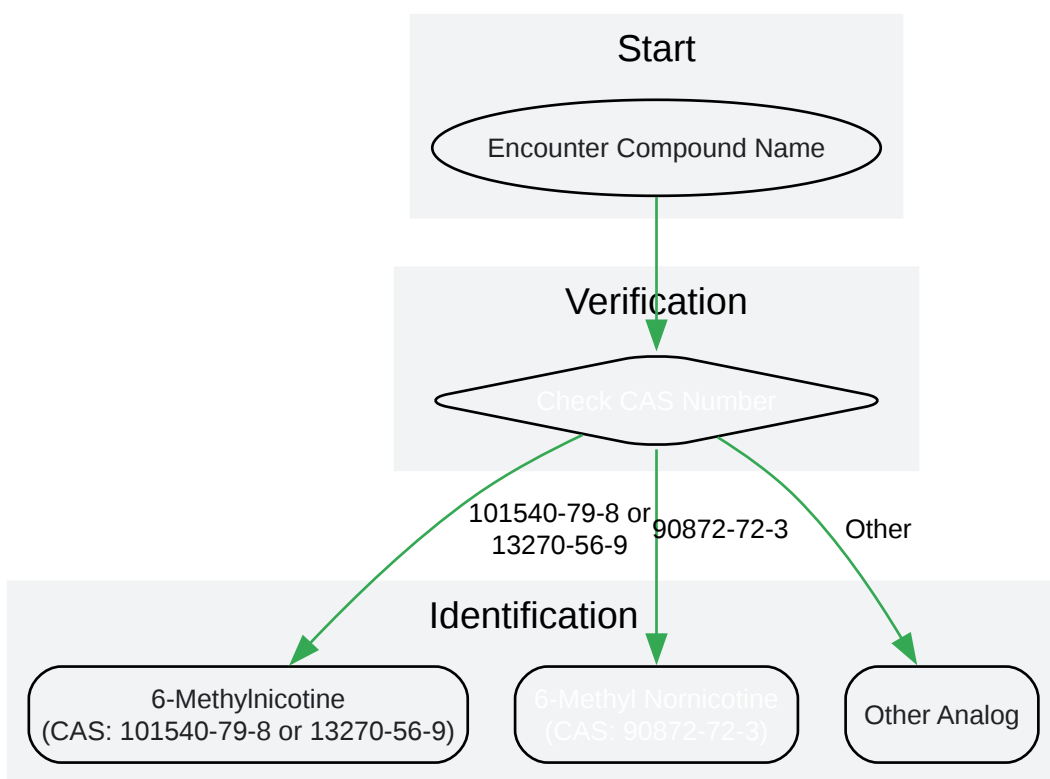 Start
Encounter Compound Name
Verification
Check CAS Number
101540-79-8 or
13270-56-9
90872-72-3
Other
Identification
6-Methylnicotine
(CAS: 101540-79-8 or 13270-56-9)
6-Methyl Nornicotine
(CAS: 90872-72-3)
Other Analog